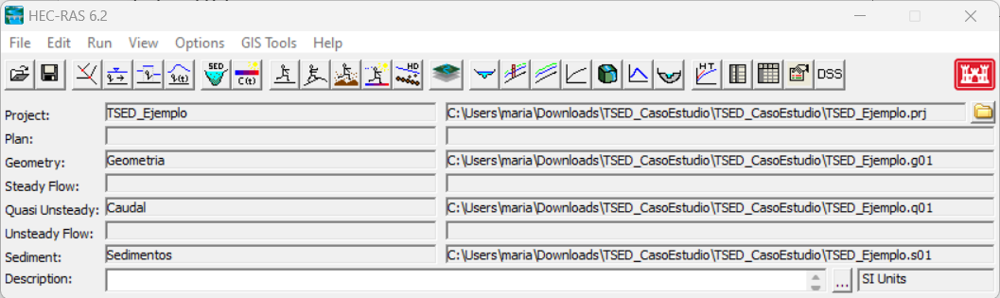 HEC-RAS 6.2
File Edit Run View Options GIS Tools Help
SED C(t) HD HT DSS
Project: TSED_Ejemplo C:\Users\maria\Downloads\TSED_CasoEstudio\TSED_CasoEstudio\TSED_Ejemplo.prj
Plan:
Geometry: Geometria C:\Users\maria\Downloads\TSED_CasoEstudio\TSED_CasoEstudio\TSED_Ejemplo.g01
Steady Flow:
Quasi Unsteady: Caudal C:\Users\maria\Downloads\TSED_CasoEstudio\TSED_CasoEstudio\TSED_Ejemplo.q01
Unsteady Flow:
Sediment: Sedimentos C:\Users\maria\Downloads\TSED_CasoEstudio\TSED_CasoEstudio\TSED_Ejemplo.s01
Description: ... SI Units